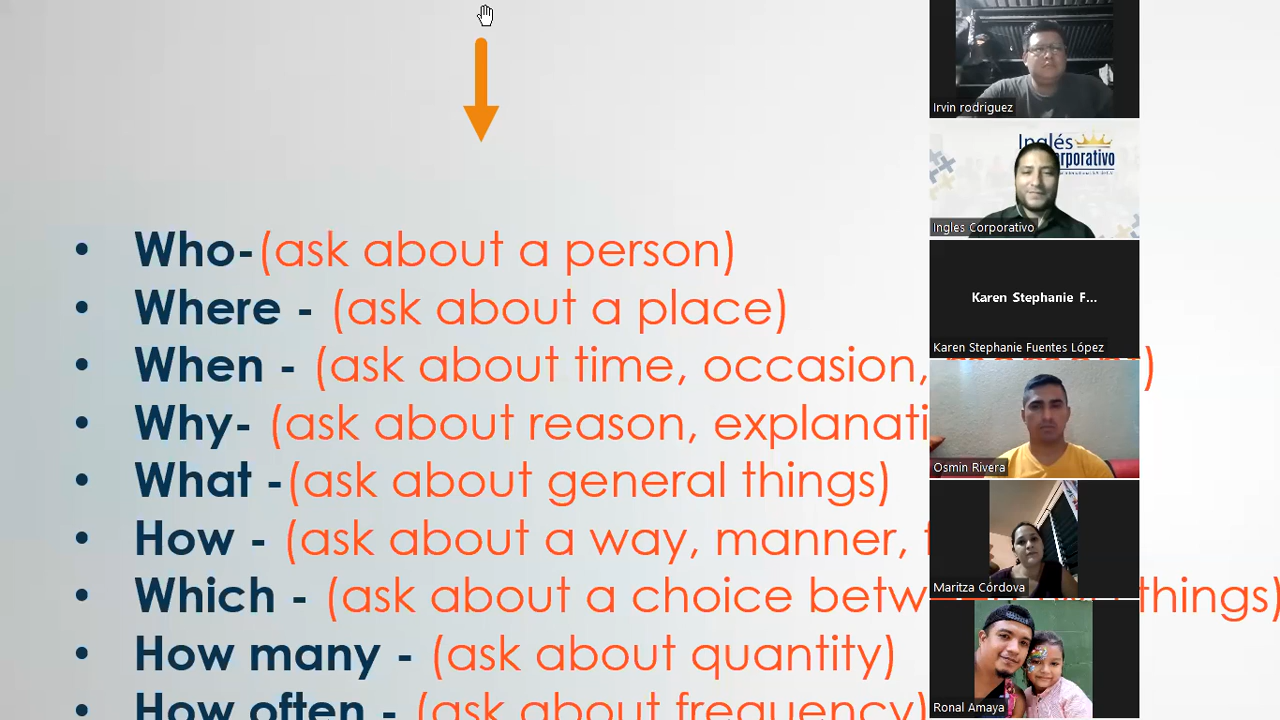 Who-(ask about a person)
Where - (ask about a place)
When - (ask about time, occasion,
Why- (ask about reason, explanati
What -(ask about general things)
How - (ask about a way, manner,
Which - (ask about a choice betw things)
How many - (ask about quantity)
How often - (ask about frequency)
Irvin rodriguez
Inglés
orporativo
Ingles Corporativo
Karen Stephanie F...
Karen Stephanie Fuentes López
Osmin Rivera
Maritza Córdova
Ronal Amaya